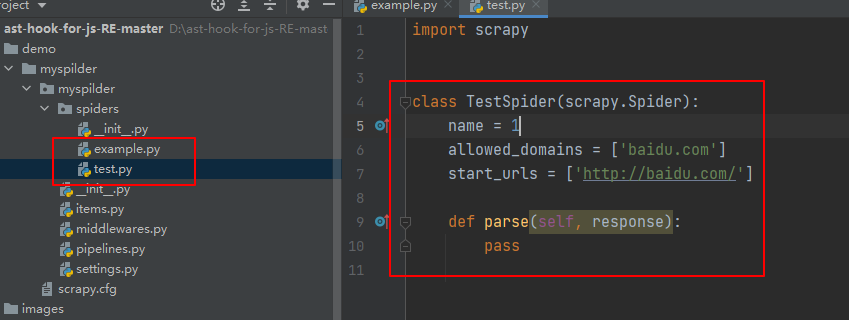 roject
example.py
test.py
ast-hook-for-js-RE-master D:\ast-hook-for-js-RE-mast
demo
myspilder
myspilder
spiders
__init__.py
example.py
test.py
__init__.py
items.py
middlewares.py
pipelines.py
settings.py
scrapy.cfg
images
1 import scrapy
2
3
4 class TestSpider(scrapy.Spider):
5 name = 1
6 allowed_domains = ['baidu.com']
7 start_urls = ['http://baidu.com/']
8
9 def parse(self, response):
10 pass
11